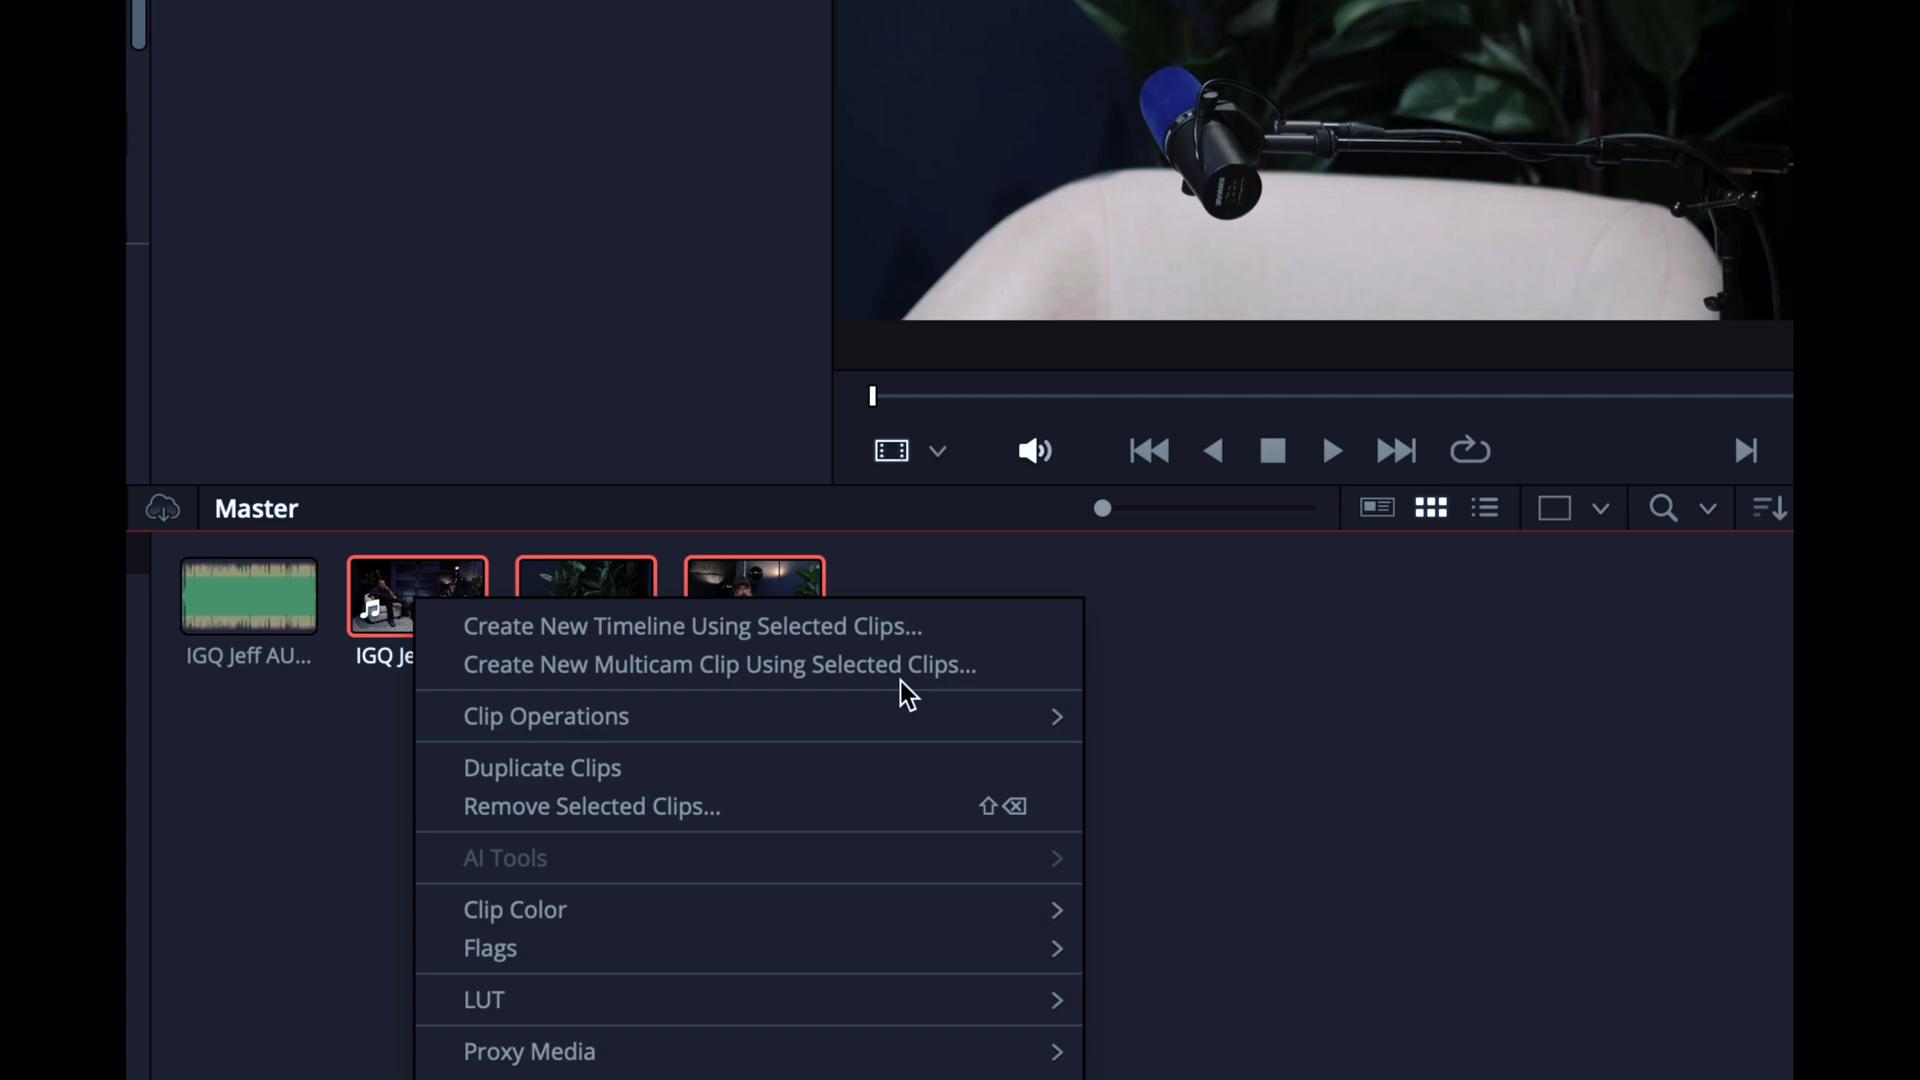 SHURE
Master
IGQ Jeff AU...
IGQ Je
Create New Timeline Using Selected Clips...
Create New Multicam Clip Using Selected Clips...
Clip Operations
Duplicate Clips
Remove Selected Clips...
AI Tools
Clip Color
Flags
LUT
Proxy Media